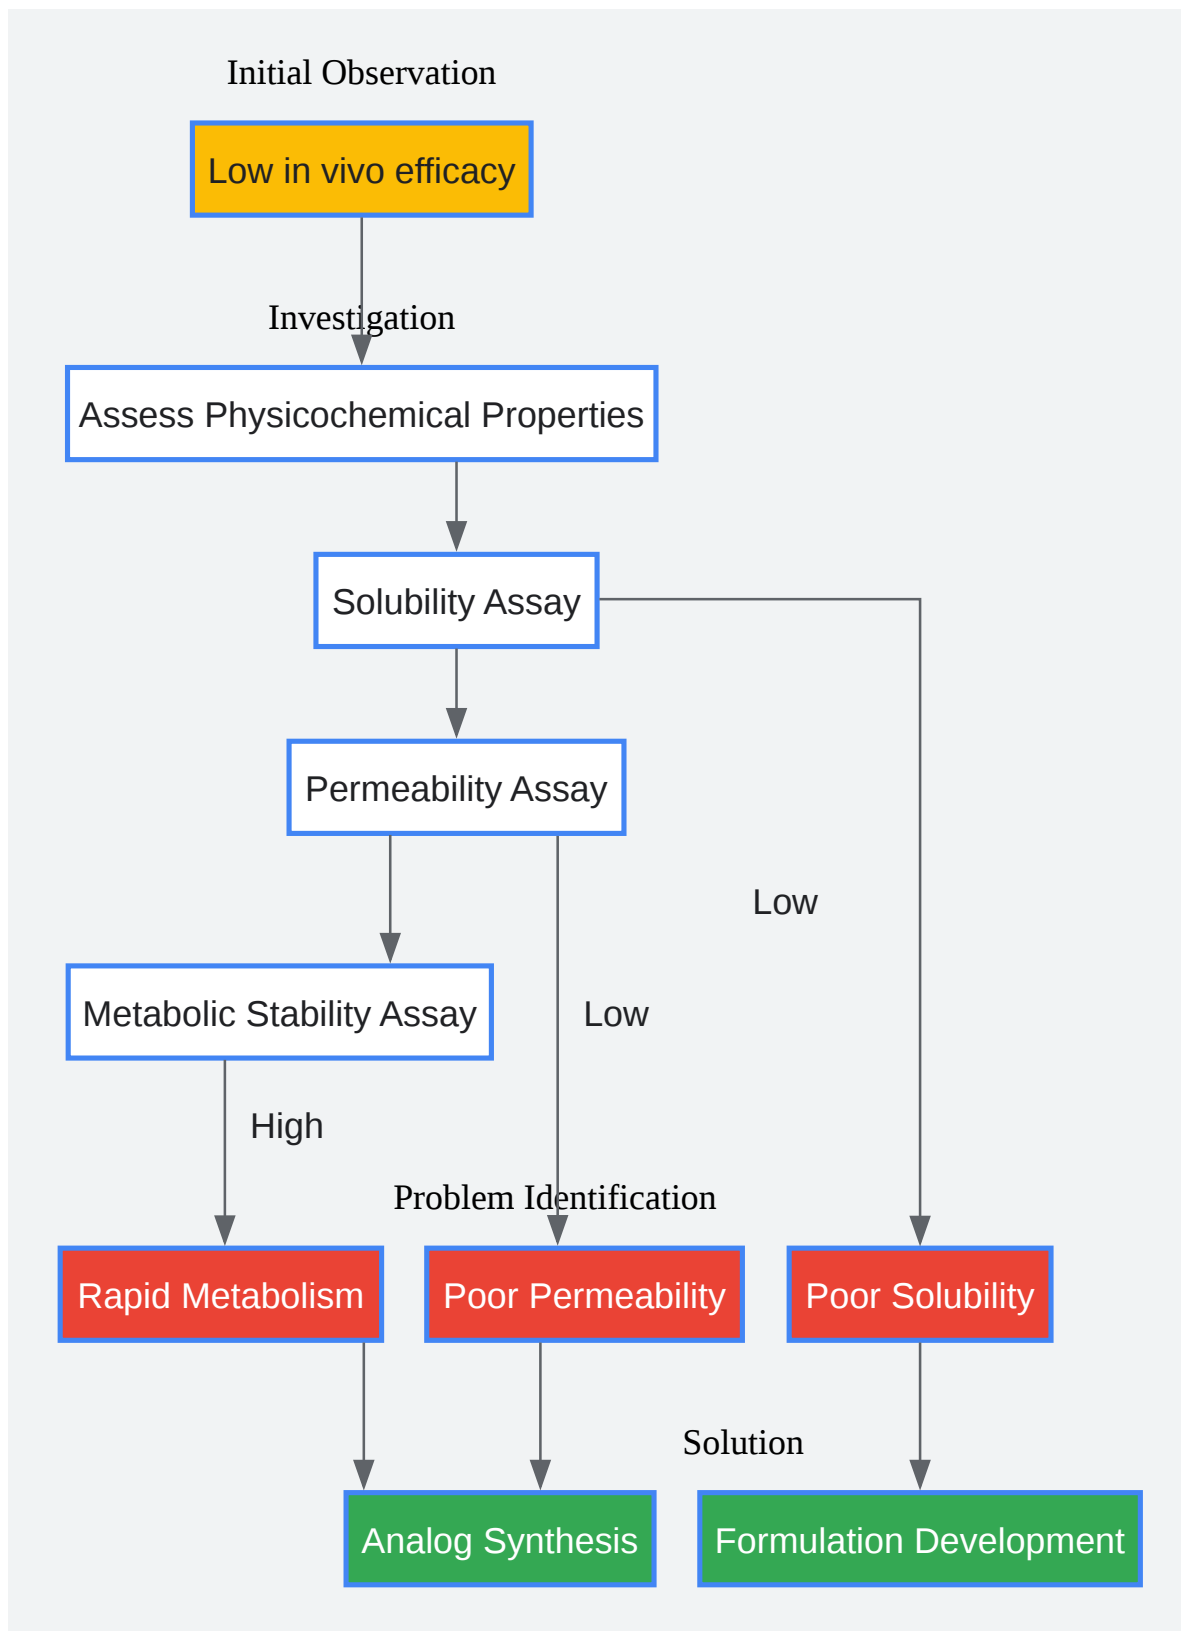 Initial Observation
Low in vivo efficacy
Investigation
Assess Physicochemical Properties
Solubility Assay
Permeability Assay
Low
Metabolic Stability Assay
Low
High
Problem Identification
Rapid Metabolism
Poor Permeability
Poor Solubility
Solution
Analog Synthesis
Formulation Development